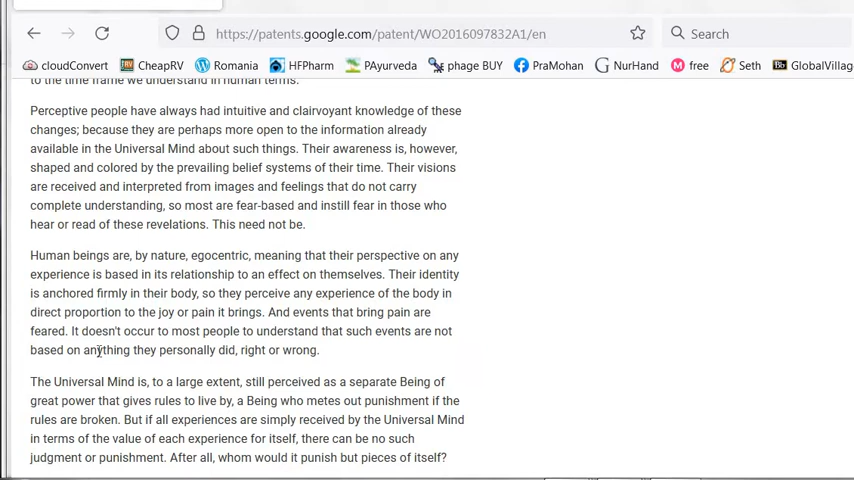 https://patents.google.com/patent/WO2016097832A1/en
Search
cloudConvert CheapRV Romania HFPharm PAyurveda phage BUY PraMohan NurHand free Seth GlobalVillag
to the time frame we understand in human terms.
Perceptive people have always had intuitive and clairvoyant knowledge of these
changes; because they are perhaps more open to the information already
available in the Universal Mind about such things. Their awareness is, however,
shaped and colored by the prevailing belief systems of their time. Their visions
are received and interpreted from images and feelings that do not carry
complete understanding, so most are fear-based and instill fear in those who
hear or read of these revelations. This need not be.
Human beings are, by nature, egocentric, meaning that their perspective on any
experience is based in its relationship to an effect on themselves. Their identity
is anchored firmly in their body, so they perceive any experience of the body in
direct proportion to the joy or pain it brings. And events that bring pain are
feared. It doesn't occur to most people to understand that such events are not
based on anything they personally did, right or wrong.
The Universal Mind is, to a large extent, still perceived as a separate Being of
great power that gives rules to live by, a Being who metes out punishment if the
rules are broken. But if all experiences are simply received by the Universal Mind
in terms of the value of each experience for itself, there can be no such
judgment or punishment. After all, whom would it punish but pieces of itself?